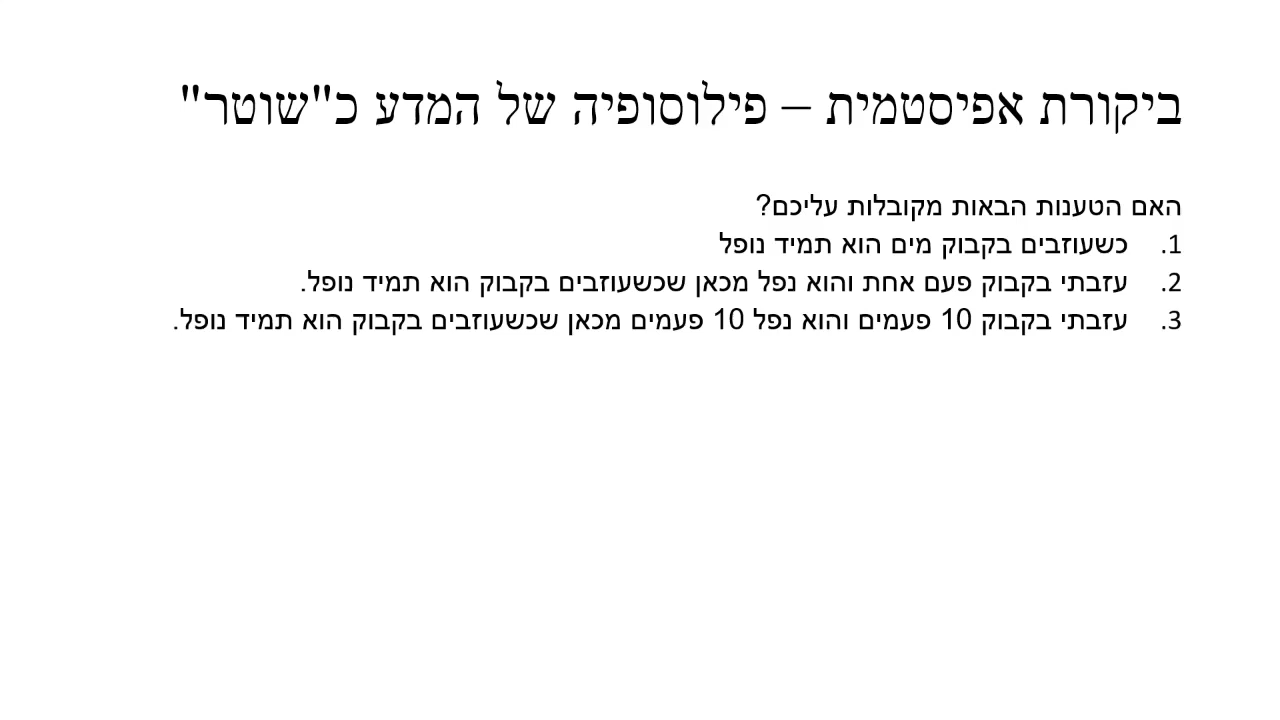 ביקורת אפיסטמית – פילוסופיה של המדע כ"שוטר"
האם הטענות הבאות מקובלות עליכם?
1. כשעוזבים בקבוק מים הוא תמיד נופל
2. עזבתי בקבוק פעם אחת והוא נפל מכאן שכשעוזבים בקבוק הוא תמיד נופל.
3. עזבתי בקבוק 10 פעמים והוא נפל 10 פעמים מכאן שכשעוזבים בקבוק הוא תמיד נופל.